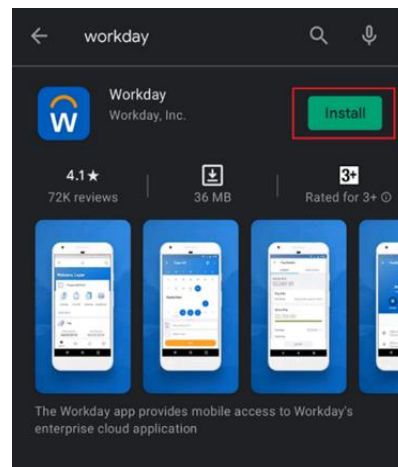 workday
Workday
Workday, Inc.
Install
4.1★
72K reviews
36 MB
3+
Rated for 3+
The Workday app provides mobile access to Workday's
enterprise cloud application